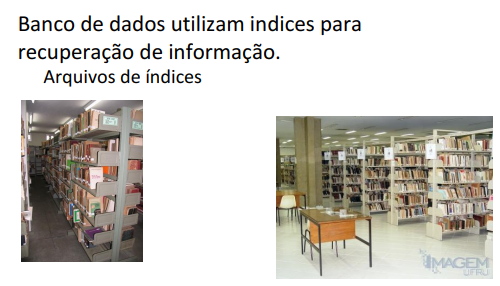 Banco de dados utilizam indices para
recuperação de informação.
Arquivos de índices
IMAGEM
UFRJ